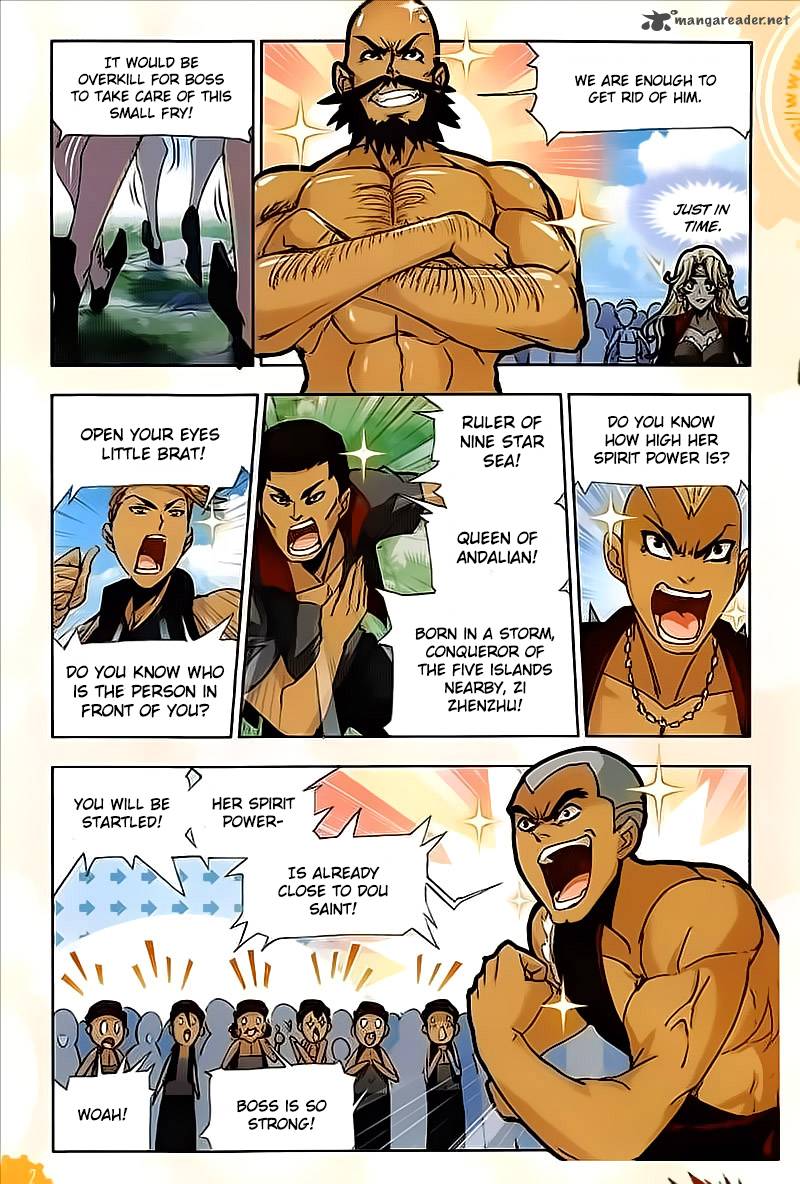 mangareader.net
IT WOULD BE
OVERKILL FOR BOSS
TO TAKE CARE OF THIS
SMALL FRY!
WE ARE ENOUGH TO
GET RID OF HIM.
JUST IN
TIME.
OPEN YOUR EYES
LITTLE BRAT!
DO YOU KNOW WHO
IS THE PERSON IN
FRONT OF YOU?
RULER OF
NINE STAR
SEA!
QUEEN OF
ANDALIAN!
BORN IN A STORM,
CONQUEROR OF
THE FIVE ISLANDS
NEARBY, ZI
ZHENZHU!
DO YOU KNOW
HOW HIGH HER
SPIRIT POWER IS?
YOU WILL BE
STARTLED!
HER SPIRIT
POWER-
IS ALREADY
CLOSE TO DOU
SAINT!
WOAH!
BOSS IS SO
STRONG!
2